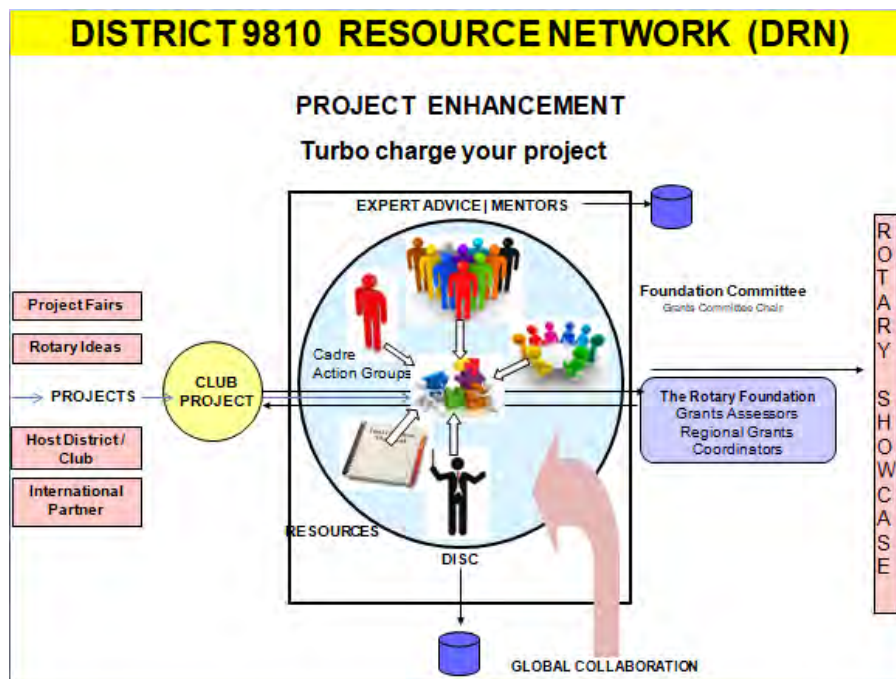 DISTRICT 9810 RESOURCE NETWORK (DRN)
PROJECT ENHANCEMENT
Turbo charge your project
EXPERT ADVICE | MENTORS
Project Fairs
Rotary Ideas
PROJECTS
Host District /
Club
International
Partner
CLUB
PROJECT
Cadre
Action Groups
RESOURCES
DISC
Foundation Committee
Grants Committee Chair
The Rotary Foundation
Grants Assessors
Regional Grants
Coordinators
GLOBAL COLLABORATION
ROTARY SHOWCASE